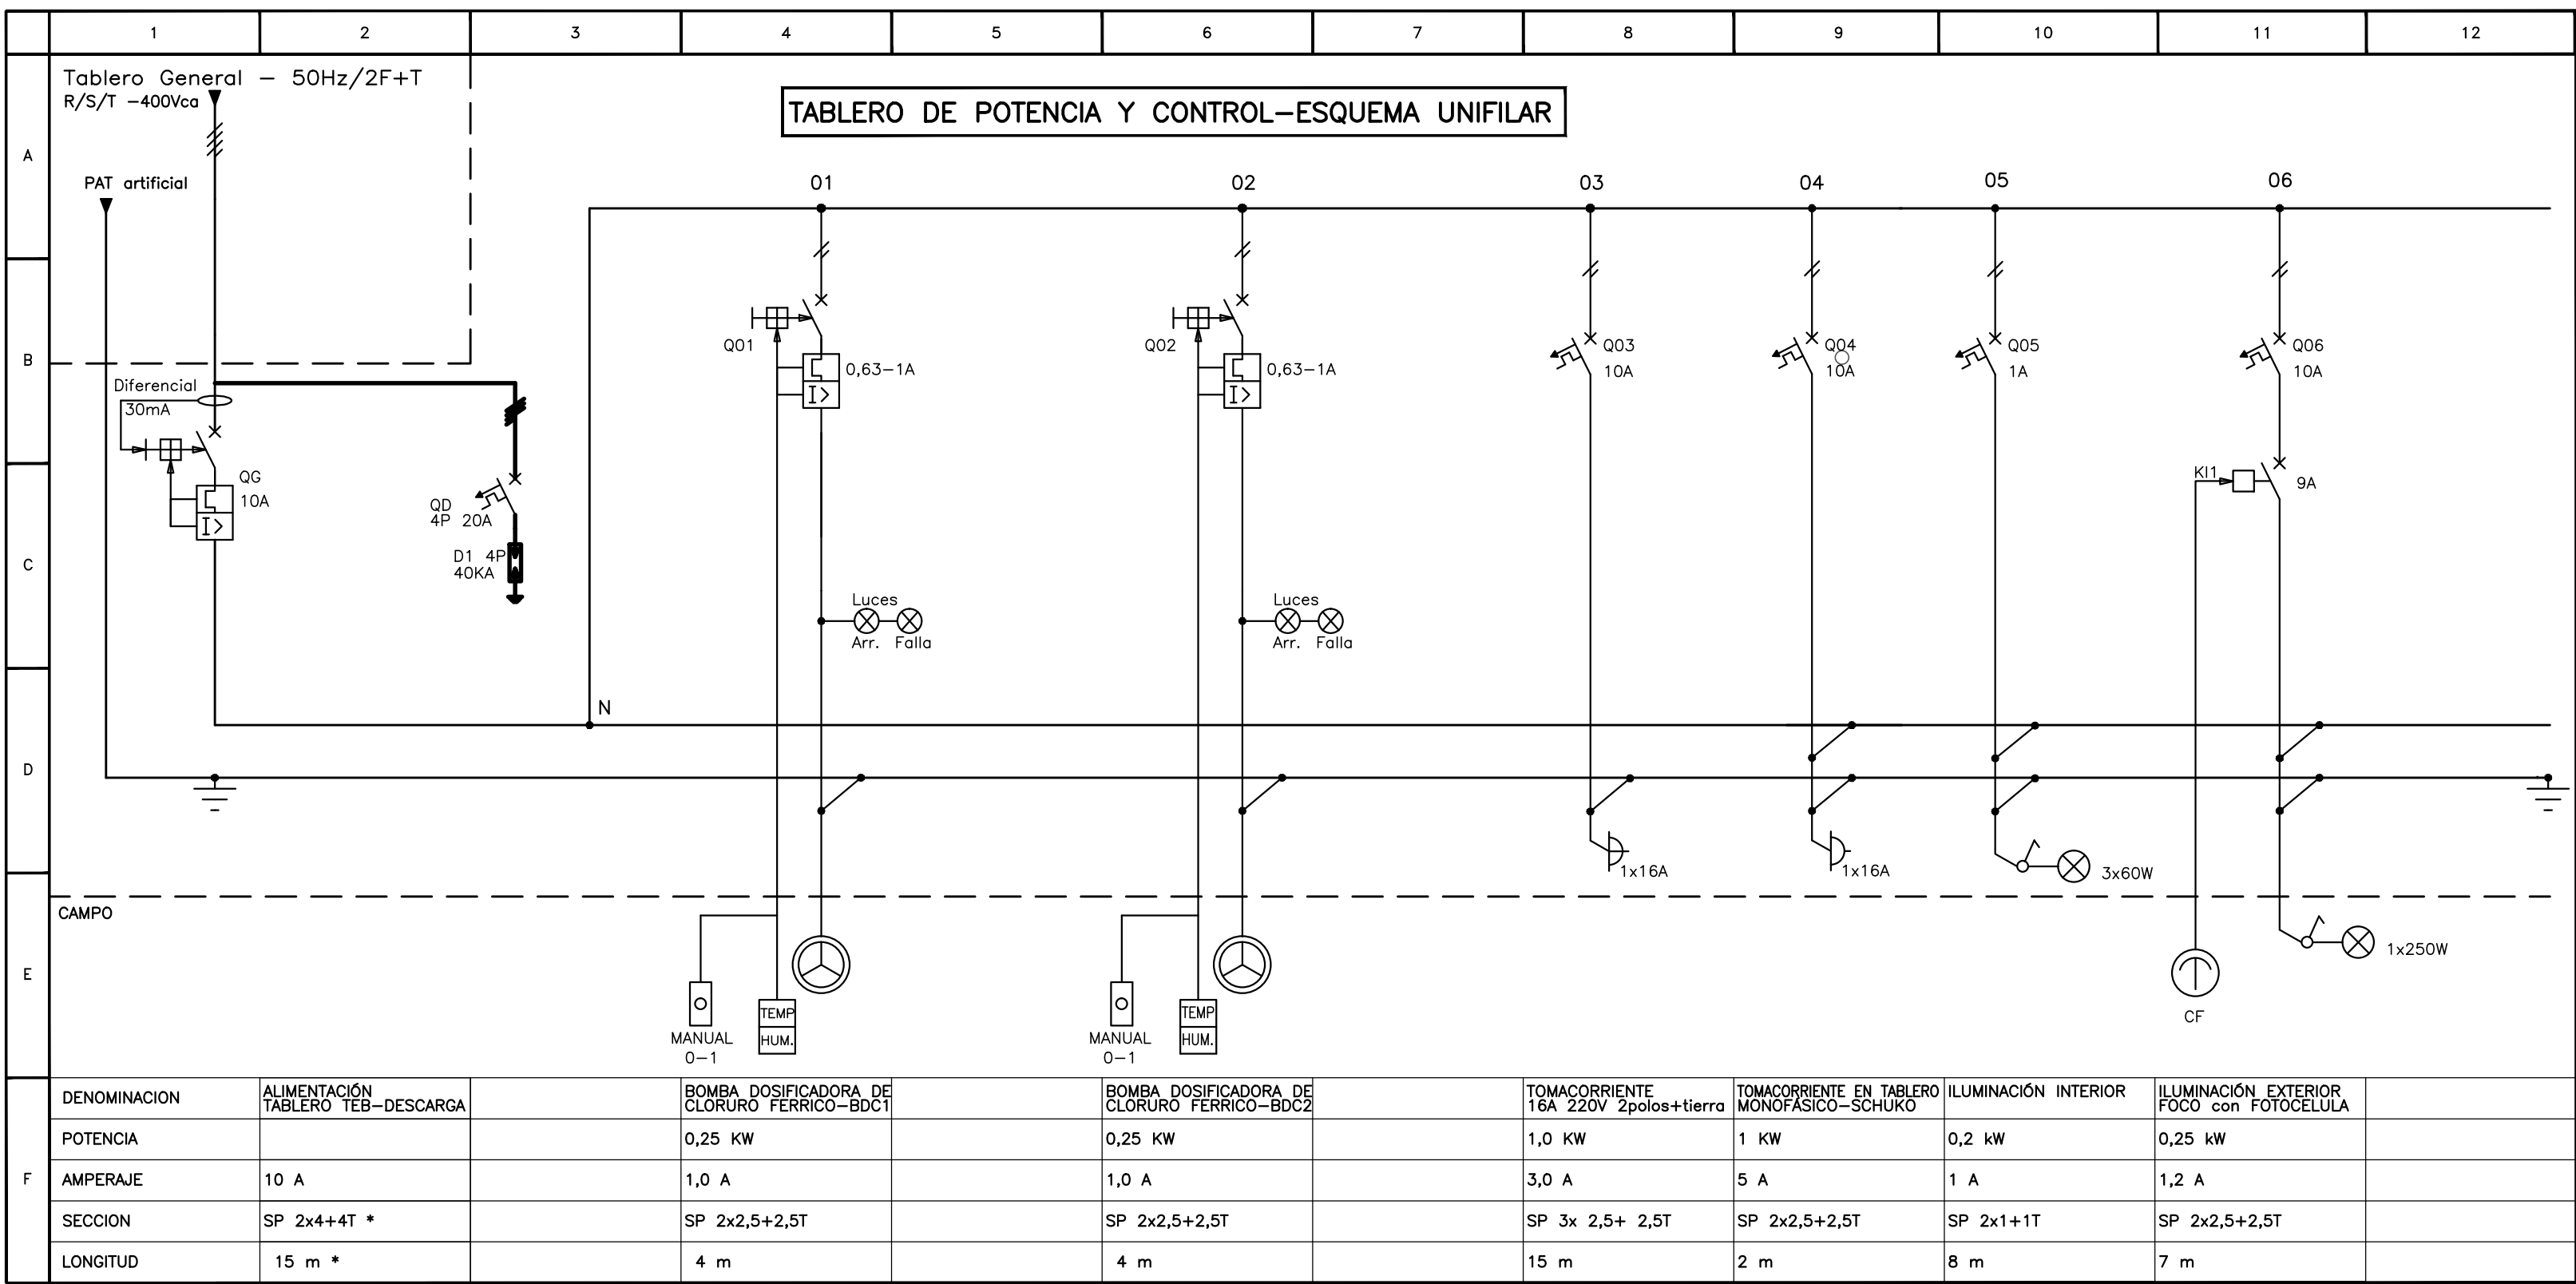 1 2 3 4 5 6 7 8 9 10 11 12
Tablero General - 50Hz/2F+T
R/S/T -400Vca
TABLERO DE POTENCIA Y CONTROL-ESQUEMA UNIFILAR
A
PAT artificial
01 02 03 04 05 06
B
Q01
0,63-1A
I>
Q02
0,63-1A
I>
Q03
10A
Q04
10A
Q05
1A
Q06
10A
Diferencial
30mA
QG
10A
I>
QD
4P 20A
D1 4P
40KA
KI1
9A
C
Luces
Arr. Falla
Luces
Arr. Falla
N
D
1x16A
1x16A
3x60W
CAMPO
E
1x250W
MANUAL
0-1
TEMP
HUM.
MANUAL
0-1
TEMP
HUM.
CF
F
DENOMINACION
ALIMENTACIÓN
TABLERO TEB-DESCARGA
BOMBA DOSIFICADORA DE
CLORURO FERRICO-BDC1
BOMBA DOSIFICADORA DE
CLORURO FERRICO-BDC2
TOMACORRIENTE
16A 220V 2polos+tierra
TOMACORRIENTE EN TABLERO
MONOFÁSICO-SCHUKO
ILUMINACIÓN INTERIOR
ILUMINACIÓN EXTERIOR
FOCO con FOTOCELULA
POTENCIA 0,25 KW 0,25 KW 1,0 KW 1 KW 0,2 kW 0,25 kW
AMPERAJE 10 A 1,0 A 1,0 A 3,0 A 5 A 1 A 1,2 A
SECCION SP 2x4+4T * SP 2x2,5+2,5T SP 2x2,5+2,5T SP 3x 2,5+ 2,5T SP 2x2,5+2,5T SP 2x1+1T SP 2x2,5+2,5T
LONGITUD 15 m * 4 m 4 m 15 m 2 m 8 m 7 m